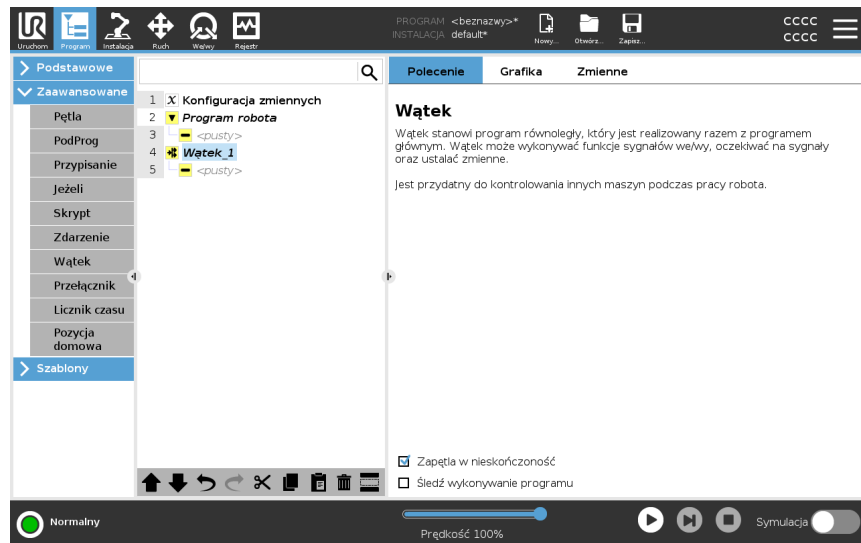 UR
PROGRAM <beznazwy>*
INSTALACJA default*
cccc
cccc
Uruchom Program Instalacja Ruch We/wy Rejestr Nowy... Otwórz... Zapisz...
Podstawowe
Zaawansowane
Pętla
PodProg
Przypisanie
Jeżeli
Skrypt
Zdarzenie
Wątek
Przełącznik
Licznik czasu
Pozycja
domowa
Szablony
1 X Konfiguracja zmiennych
2 Program robota
3 <pusty>
4 Wątek_1
5 <pusty>
Polecenie Grafika Zmienne
Wątek
Wątek stanowi program równoległy, który jest realizowany razem z programem
głównym. Wątek może wykonywać funkcje sygnałów we/wy, oczekiwać na sygnały
oraz ustalać zmienne.
Jest przydatny do kontrolowania innych maszyn podczas pracy robota.
Zapętla w nieskończoność
Śledź wykonywanie programu
Normalny
Prędkość 100%
Symulacja